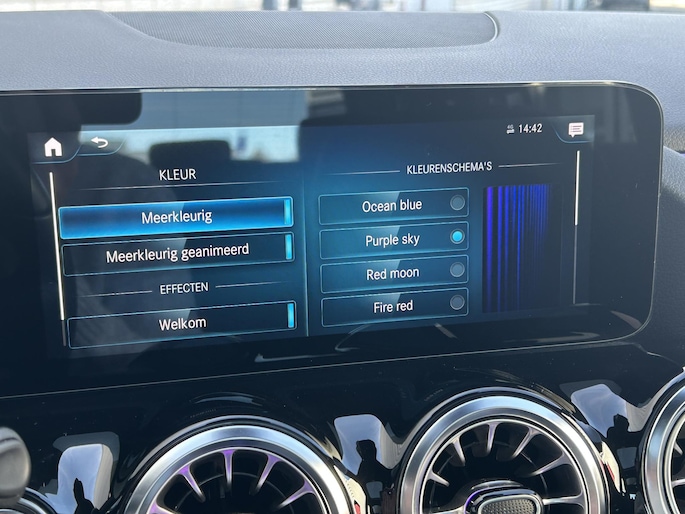 14:42
KLEUR
KLEURENSCHEMA'S
Meerkleurig
Ocean blue
Meerkleurig geanimeerd
Purple sky
EFFECTEN
Red moon
Welkom
Fire red